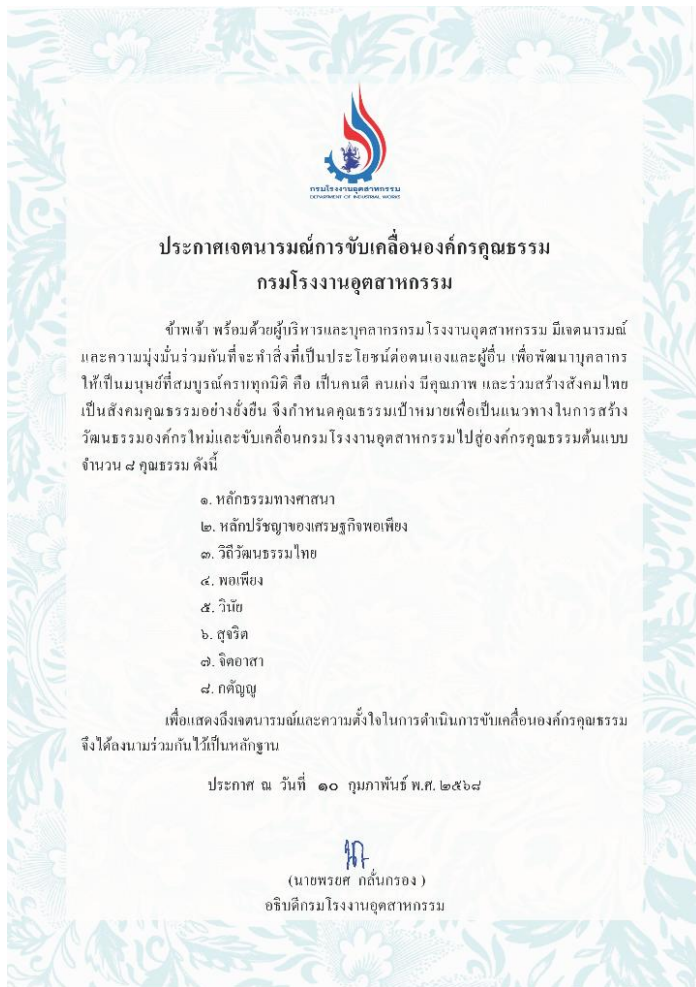 กรมโรงงานอุตสาหกรรม
DEPARTMENT OF INDUSTRIAL WORKS
ประกาศเจตนารมณ์การขับเคลื่อนองค์กรคุณธรรม
กรมโรงงานอุตสาหกรรม
ข้าพเจ้า พร้อมด้วยผู้บริหารและบุคลากรกรมโรงงานอุตสาหกรรม มีเจตนารมณ์
และความมุ่งมั่นร่วมกันที่จะทำสิ่งที่เป็นประโยชน์ต่อตนเองและผู้อื่น เพื่อพัฒนาบุคลากร
ให้เป็นมนุษย์ที่สมบูรณ์ครบทุกมิติ คือ เป็นคนดี คนเก่ง มีคุณภาพ และร่วมสร้างสังคมไทย
เป็นสังคมคุณธรรมอย่างยั่งยืน จึงกำหนดคุณธรรมเป้าหมายเพื่อเป็นแนวทางในการสร้าง
วัฒนธรรมองค์กรใหม่และขับเคลื่อนกรมโรงงานอุตสาหกรรมไปสู่องค์กรคุณธรรมต้นแบบ
จำนวน ๘ คุณธรรม ดังนี้
๑. หลักธรรมทางศาสนา
๒. หลักปรัชญาของเศรษฐกิจพอเพียง
๓. วิถีวัฒนธรรมไทย
๔. พอเพียง
๕. วินัย
๖. สุจริต
๗. จิตอาสา
๘. กตัญญู
เพื่อแสดงถึงเจตนารมณ์และความตั้งใจในการดำเนินการขับเคลื่อนองค์กรคุณธรรม
จึงได้ลงนามร่วมกันไว้เป็นหลักฐาน
ประกาศ ณ วันที่ ๑๐ กุมภาพันธ์ พ.ศ. ๒๕๖๘
(นายพรยศ กลั่นกรอง )
อธิบดีกรมโรงงานอุตสาหกรรม